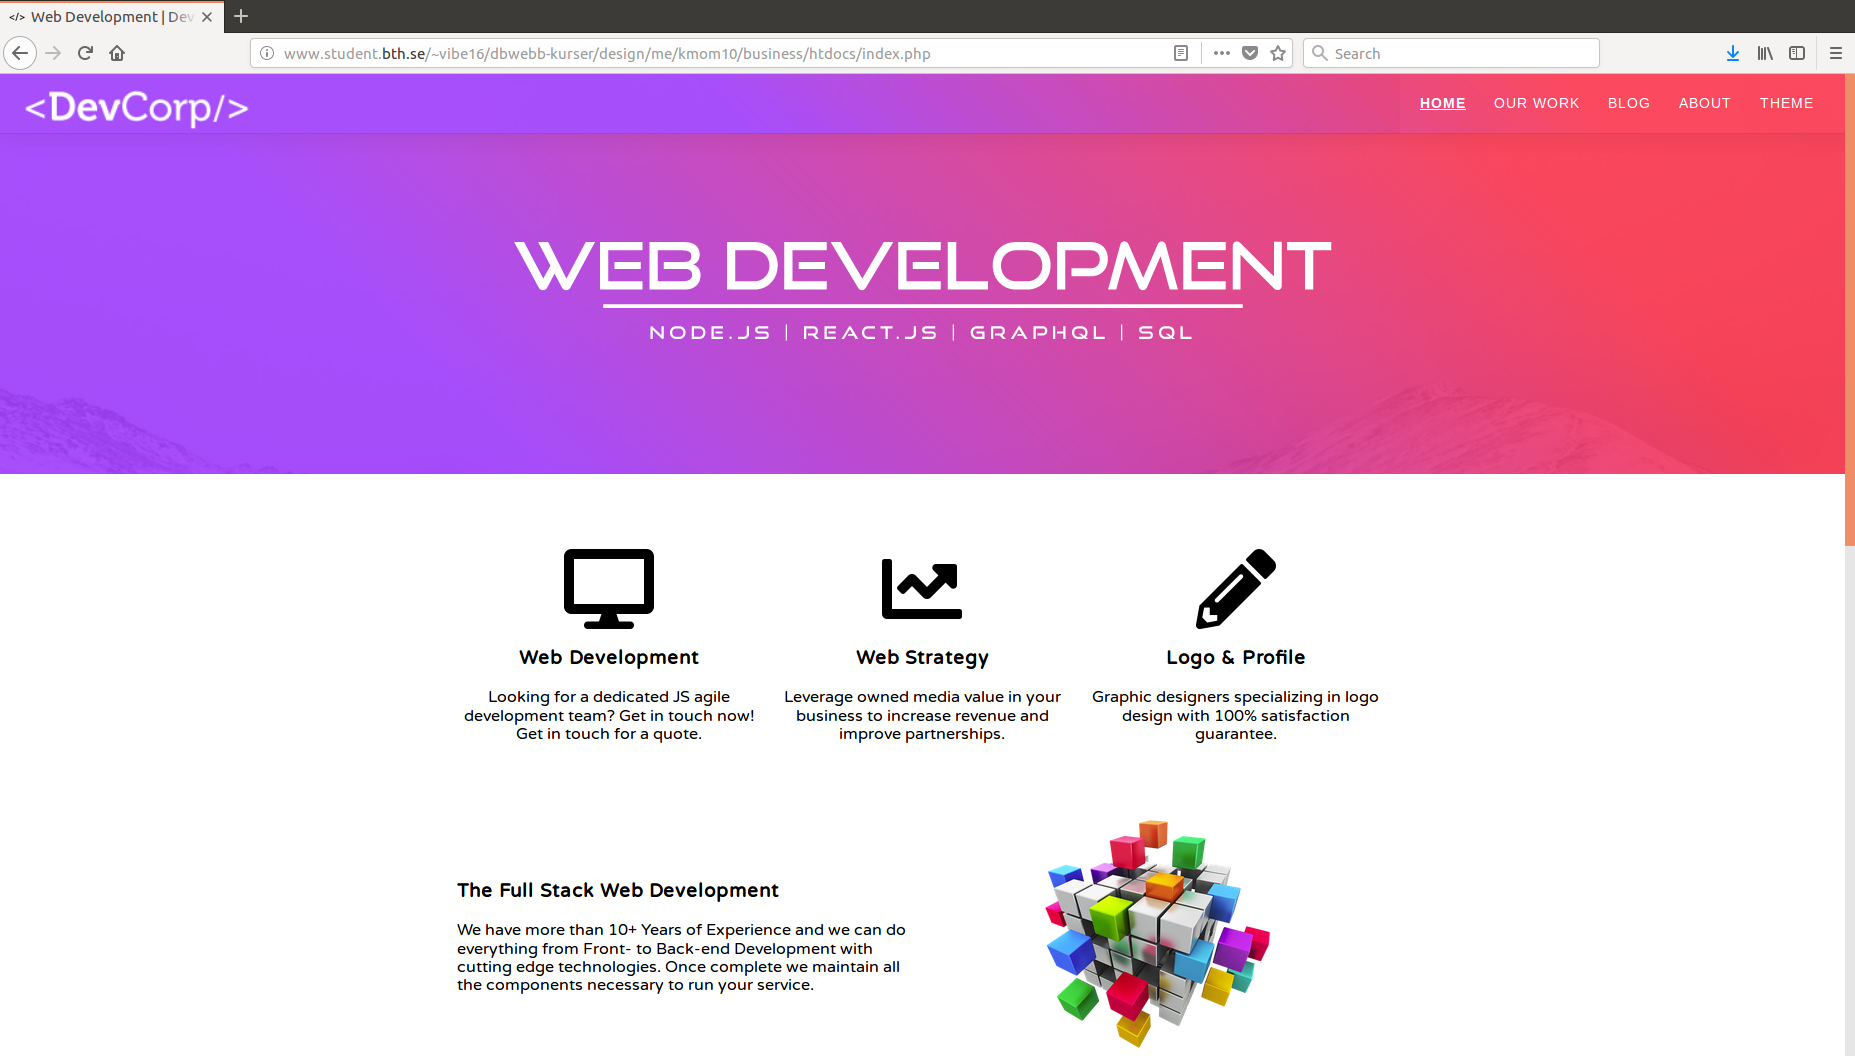 </> Web Development | Dev
www.student.bth.se/~vibe16/dbwebb-kurser/design/me/kmom10/business/htdocs/index.php
Search
<DevCorp/>
HOME OUR WORK BLOG ABOUT THEME
WEB DEVELOPMENT
NODE.JS | REACT.JS | GRAPHQL | SQL
Web Development
Looking for a dedicated JS agile
development team? Get in touch now!
Get in touch for a quote.
Web Strategy
Leverage owned media value in your
business to increase revenue and
improve partnerships.
Logo & Profile
Graphic designers specializing in logo
design with 100% satisfaction
guarantee.
The Full Stack Web Development
We have more than 10+ Years of Experience and we can do
everything from Front- to Back-end Development with
cutting edge technologies. Once complete we maintain all
the components necessary to run your service.